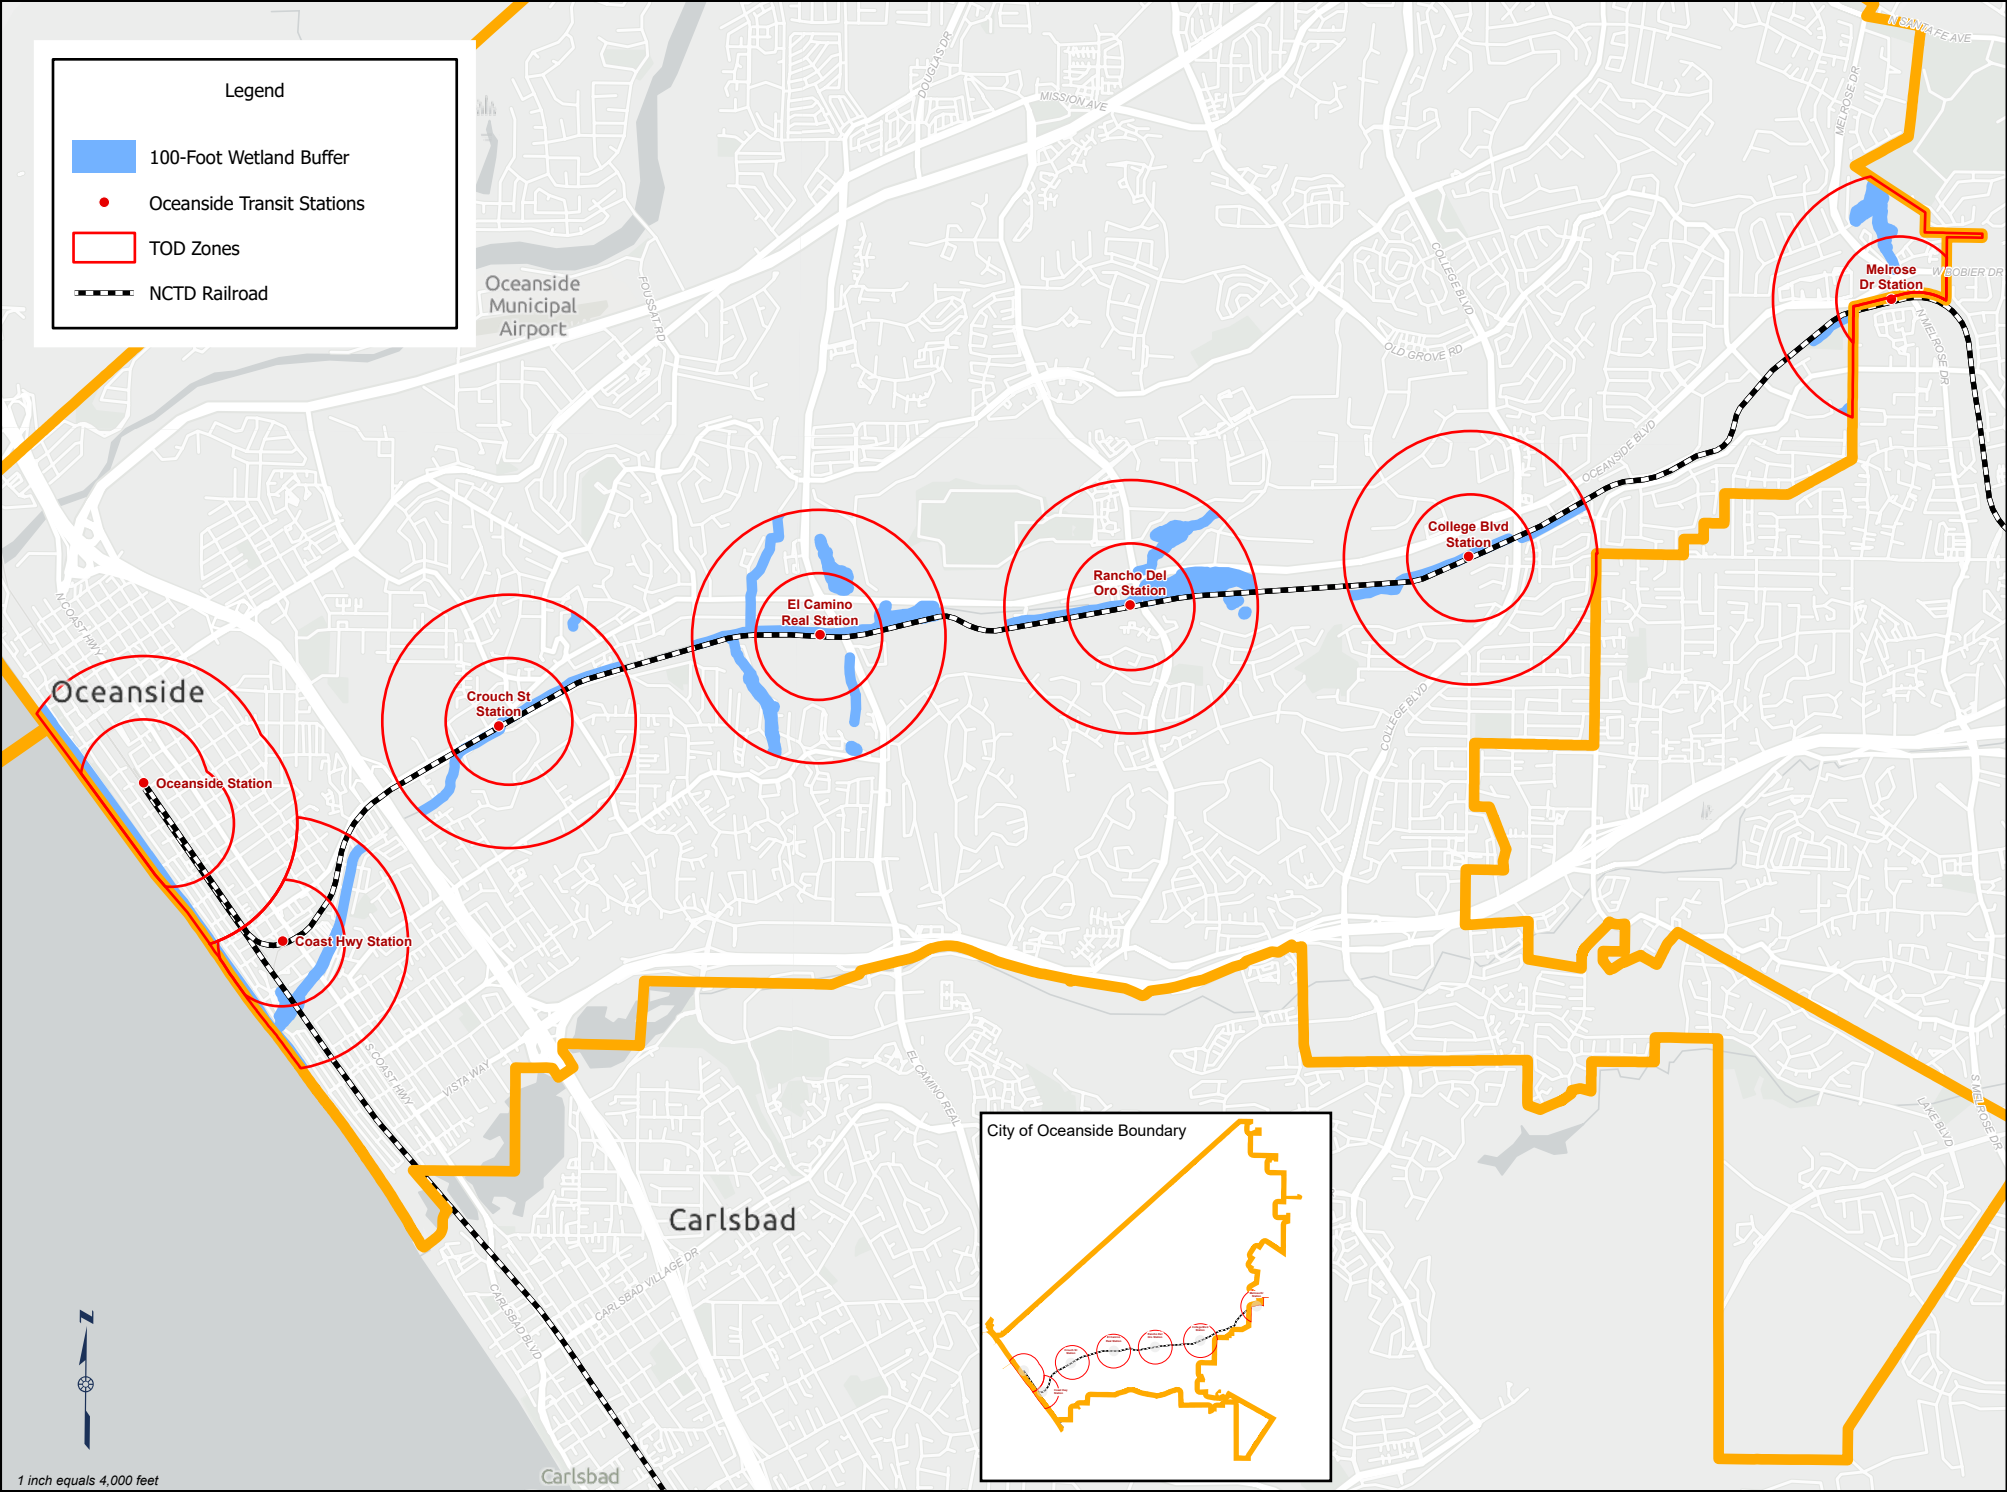 Legend
100-Foot Wetland Buffer
Oceanside Transit Stations
TOD Zones
NCTD Railroad
N SANTA FE AVE
DOUGLAS DR
MISSION AVE
MELROSE DR
Oceanside
Municipal
Airport
FOUSSAT RD
COLLEGE BLVD
OLD GROVE RD
Melrose
Dr Station
W BOBIER DR
N MELROSE DR
OCEANSIDE BLVD
College Blvd
Station
Rancho Del
Oro Station
El Camino
Real Station
N COAST HWY
Oceanside
Crouch St
Station
COLLEGE BLVD
Oceanside Station
Coast Hwy Station
S COAST HWY
VISTA WAY
EL CAMINO REAL
LAKE BLVD
S MELROSE DR
City of Oceanside Boundary
Carlsbad
CARLSBAD VILLAGE DR
CARLSBAD BLVD
Carlsbad
N
1 inch equals 4,000 feet